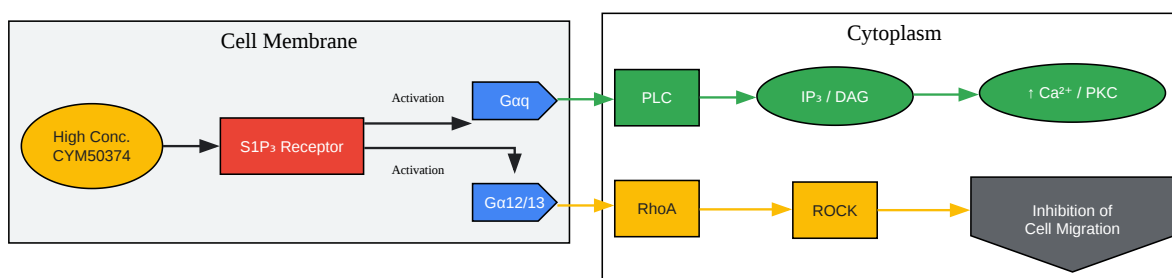 Cell Membrane
Cytoplasm
High Conc.
CYM50374
S1P₃ Receptor
Activation
Gαq
PLC
IP₃ / DAG
↑ Ca²⁺ / PKC
Activation
Gα12/13
RhoA
ROCK
Inhibition of
Cell Migration